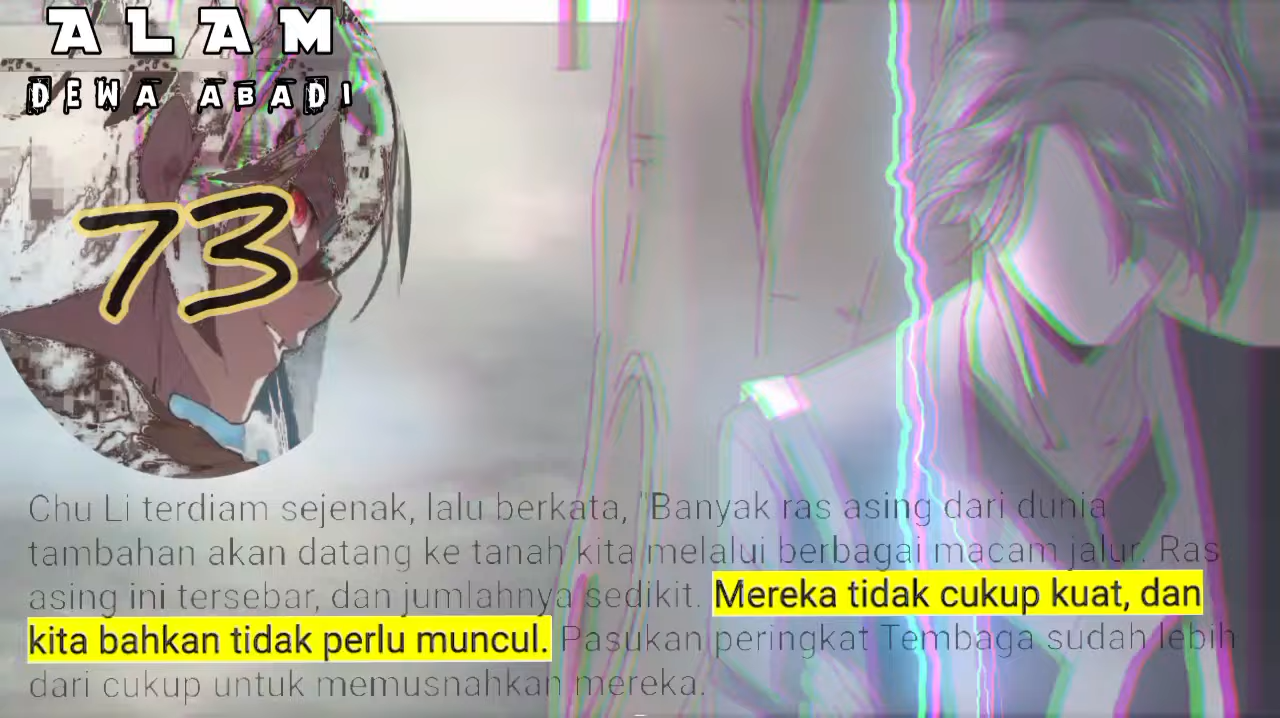 ALAM
DEWA ABADI
73
Chu Li terdiam sejenak, lalu berkata, "Banyak ras asing dari dunia
tambahan akan datang ke tanah kita melalui berbagai macam jalur. Ras
asing ini tersebar, dan jumlahnya sedikit. Mereka tidak cukup kuat, dan
kita bahkan tidak perlu muncul. Pasukan peringkat Tembaga sudah lebih
dari cukup untuk memusnahkan mereka.